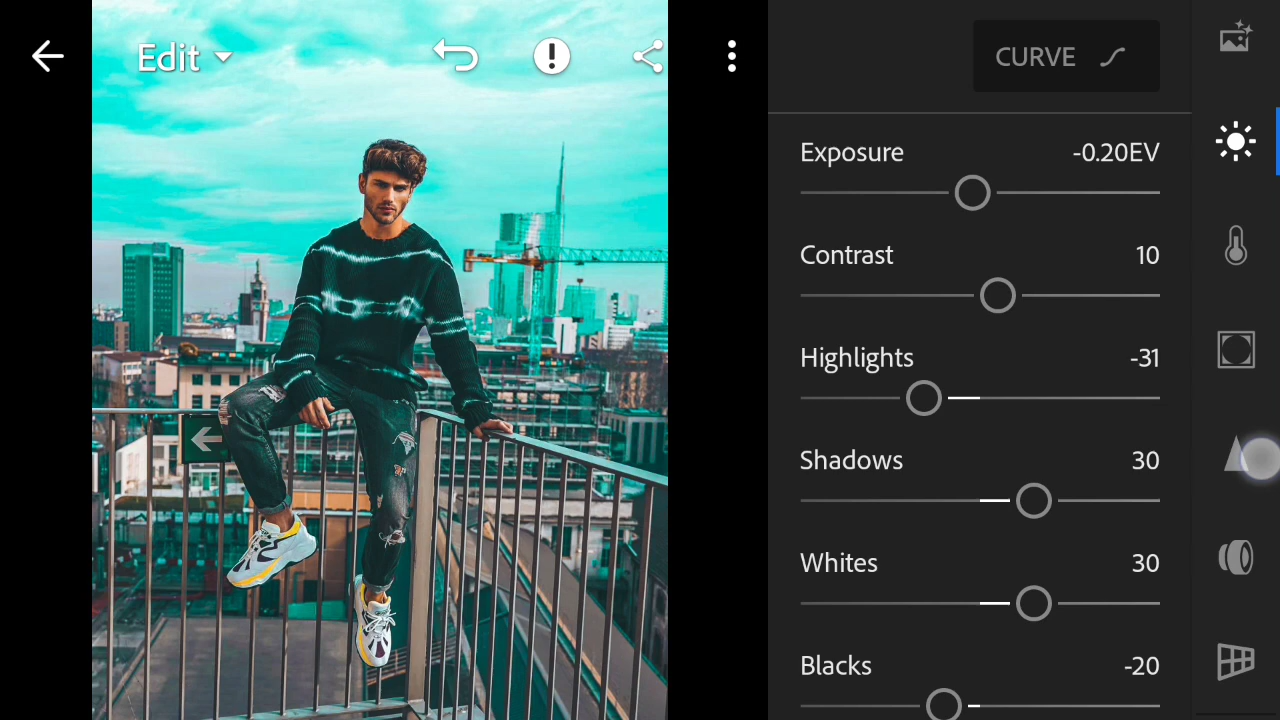 Edit
CURVE
Exposure -0.20EV
Contrast 10
Highlights -31
Shadows 30
Whites 30
Blacks -20